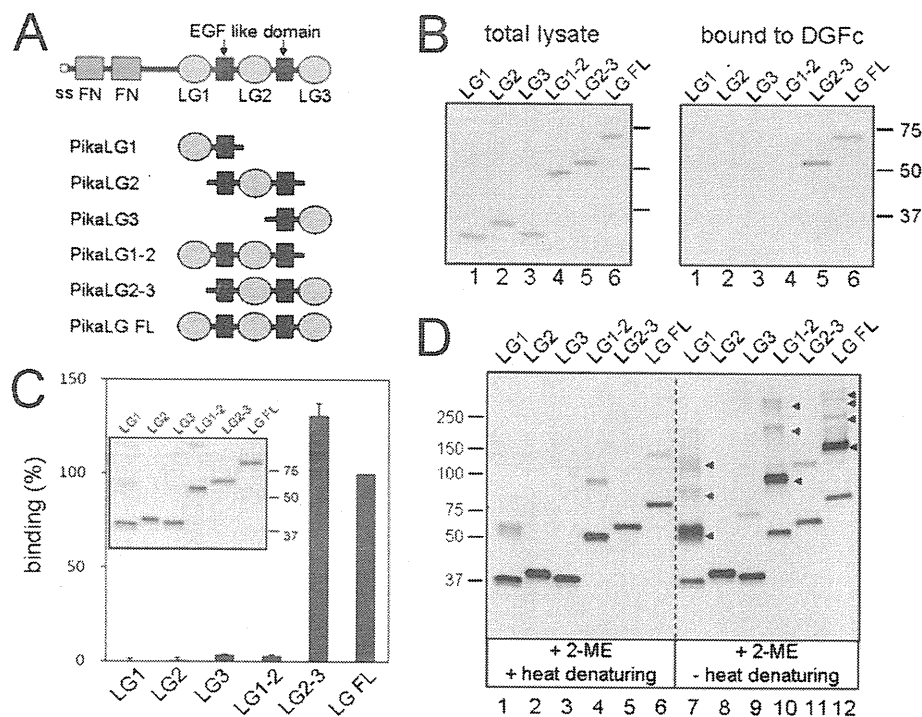 A
EGF like domain
ss FN FN LG1 LG2 LG3
PikaLG1
PikaLG2
PikaLG3
PikaLG1-2
PikaLG2-3
PikaLG FL
B
total lysate
bound to DGFc
LG1 LG2 LG3 LG1-2 LG2-3 LG FL
LG1 LG2 LG3 LG1-2 LG2-3 LG FL
75
50
37
1 2 3 4 5 6
1 2 3 4 5 6
C
binding (%)
150
100
50
0
LG1 LG2 LG3 LG1-2 LG2-3 LG FL
75
50
37
LG1 LG2 LG3 LG1-2 LG2-3 LG FL
D
LG1 LG2 LG3 LG1-2 LG2-3 LG FL
LG1 LG2 LG3 LG1-2 LG2-3 LG FL
250
150
100
75
50
37
+ 2-ME
+ heat denaturing
+ 2-ME
- heat denaturing
1 2 3 4 5 6 7 8 9 10 11 12